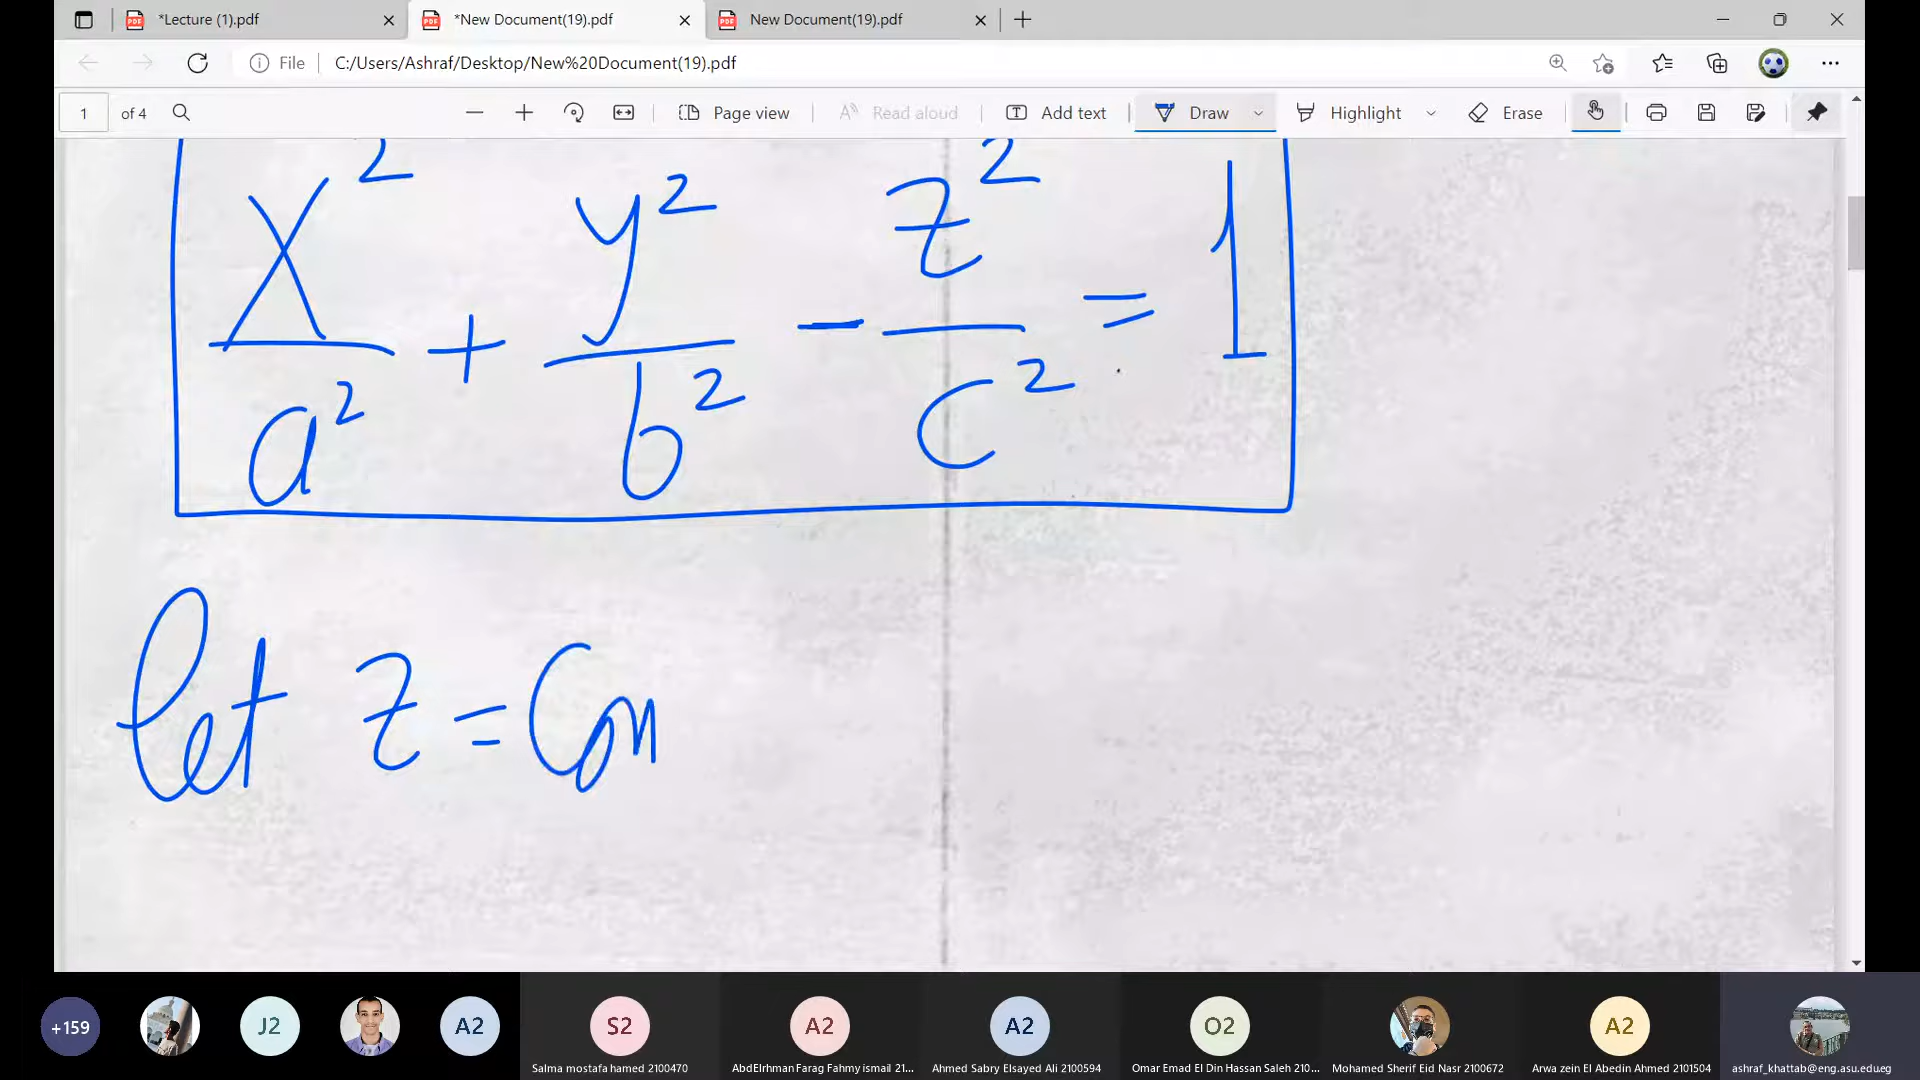 *Lecture (1).pdf
*New Document(19).pdf
New Document(19).pdf
File C:/Users/Ashraf/Desktop/New%20Document(19).pdf
1 of 4 Page view Read aloud Add text Draw Highlight Erase
x²/a² + y²/b² - z²/c² = 1
let z = Con
+159 J2 A2 S2 A2 A2 O2 A2
Salma mostafa hamed 2100470
AbdElrhman Farag Fahmy ismail 21...
Ahmed Sabry Elsayed Ali 2100594
Omar Emad El Din Hassan Saleh 210...
Mohamed Sherif Eid Nasr 2100672
Arwa zein El Abedin Ahmed 2101504
ashraf_khattab@eng.asu.edu.eg